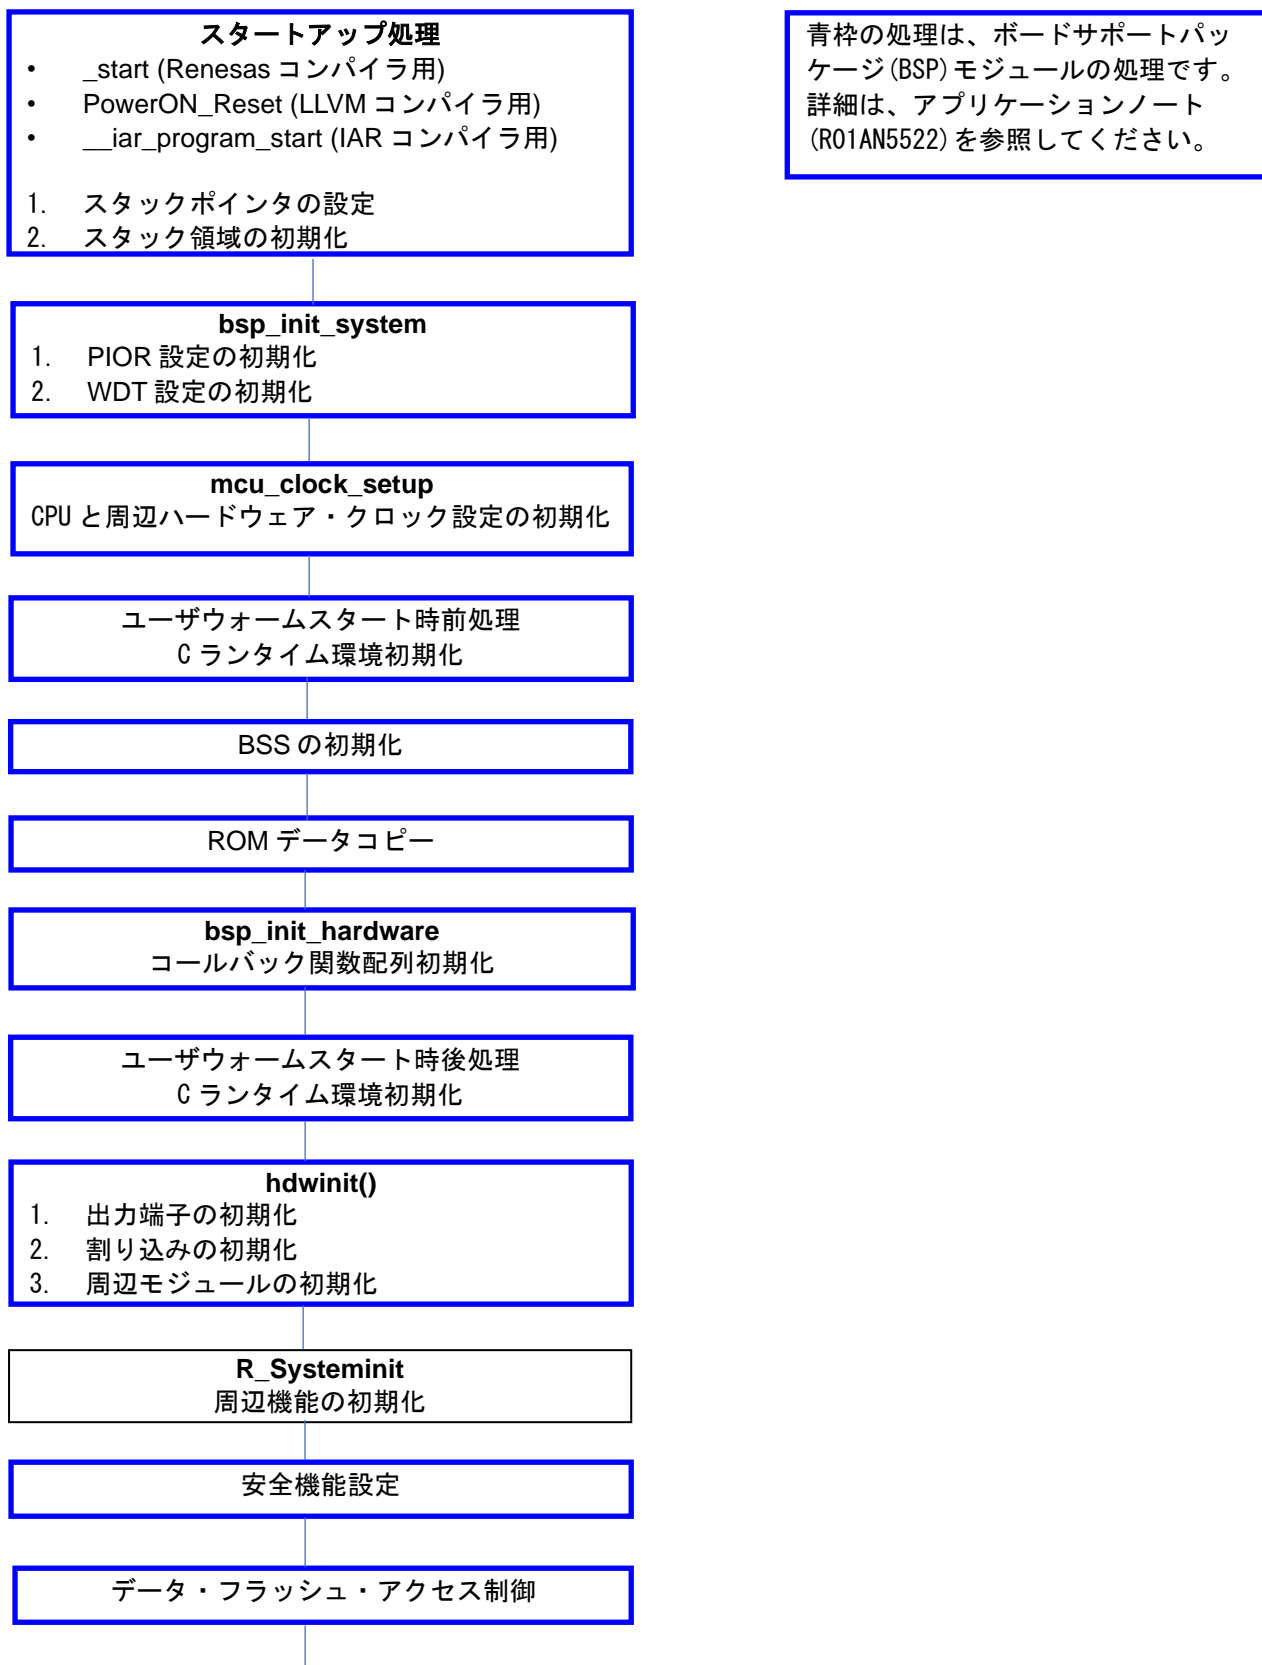 スタートアップ処理
• _start (Renesas コンパイラ用)
• PowerON_Reset (LLVM コンパイラ用)
• __iar_program_start (IAR コンパイラ用)
1. スタックポインタの設定
2. スタック領域の初期化
青枠の処理は、ボードサポートパッ
ケージ(BSP)モジュールの処理です。
詳細は、アプリケーションノート
(R01AN5522)を参照してください。
bsp_init_system
1. PIOR 設定の初期化
2. WDT 設定の初期化
mcu_clock_setup
CPU と周辺ハードウェア・クロック設定の初期化
ユーザウォームスタート時前処理
C ランタイム環境初期化
BSS の初期化
ROM データコピー
bsp_init_hardware
コールバック関数配列初期化
ユーザウォームスタート時後処理
C ランタイム環境初期化
hdwinit()
1. 出力端子の初期化
2. 割り込みの初期化
3. 周辺モジュールの初期化
R_Systeminit
周辺機能の初期化
安全機能設定
データ・フラッシュ・アクセス制御